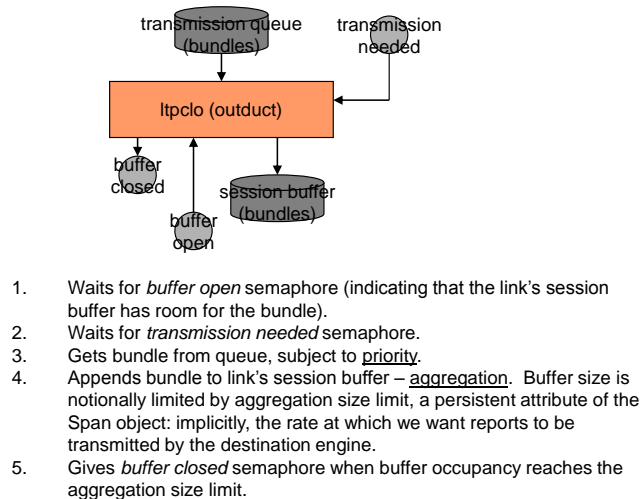 transmission queue
(bundles)
transmission
needed
ltpclo (outduct)
buffer
closed
buffer
open
session buffer
(bundles)
1. Waits for buffer open semaphore (indicating that the link's session
buffer has room for the bundle).
2. Waits for transmission needed semaphore.
3. Gets bundle from queue, subject to priority.
4. Appends bundle to link's session buffer – aggregation. Buffer size is
notionally limited by aggregation size limit, a persistent attribute of the
Span object: implicitly, the rate at which we want reports to be
transmitted by the destination engine.
5. Gives buffer closed semaphore when buffer occupancy reaches the
aggregation size limit.